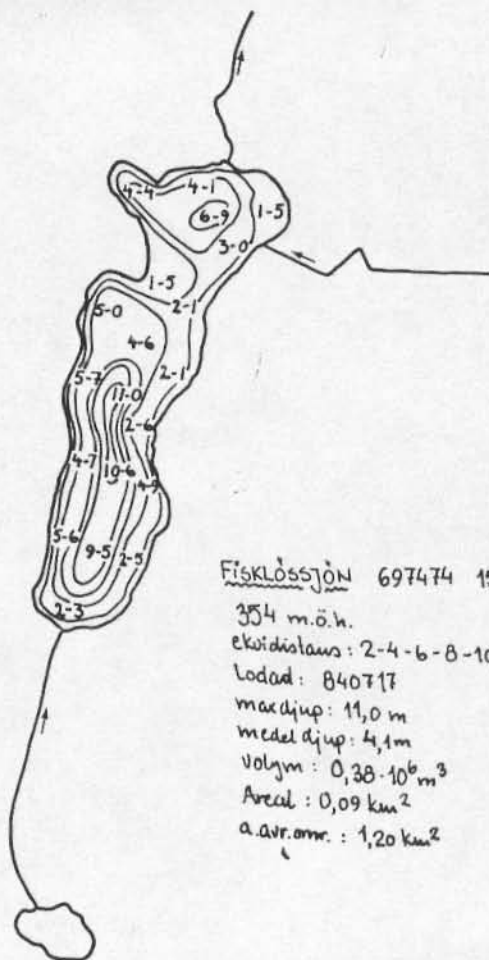 4-4 4-1
6-9 1-5
3-0
1-5
5-0 2-1
4-6
5-7 2-1
11-0
2-6
4-7 10-6
4-9
5-6
9-5 2-5
2-3
FISKLÖSSJÖN 697474
354 m.ö.h.
ekvidistans: 2-4-6-8-10
Lodad: 840717
maxdjup: 11,0 m
medeldjup: 4,1m
volym: 0,38·10⁶ m³
Areal: 0,09 km²
a.avr.omr.: 1,20 km²